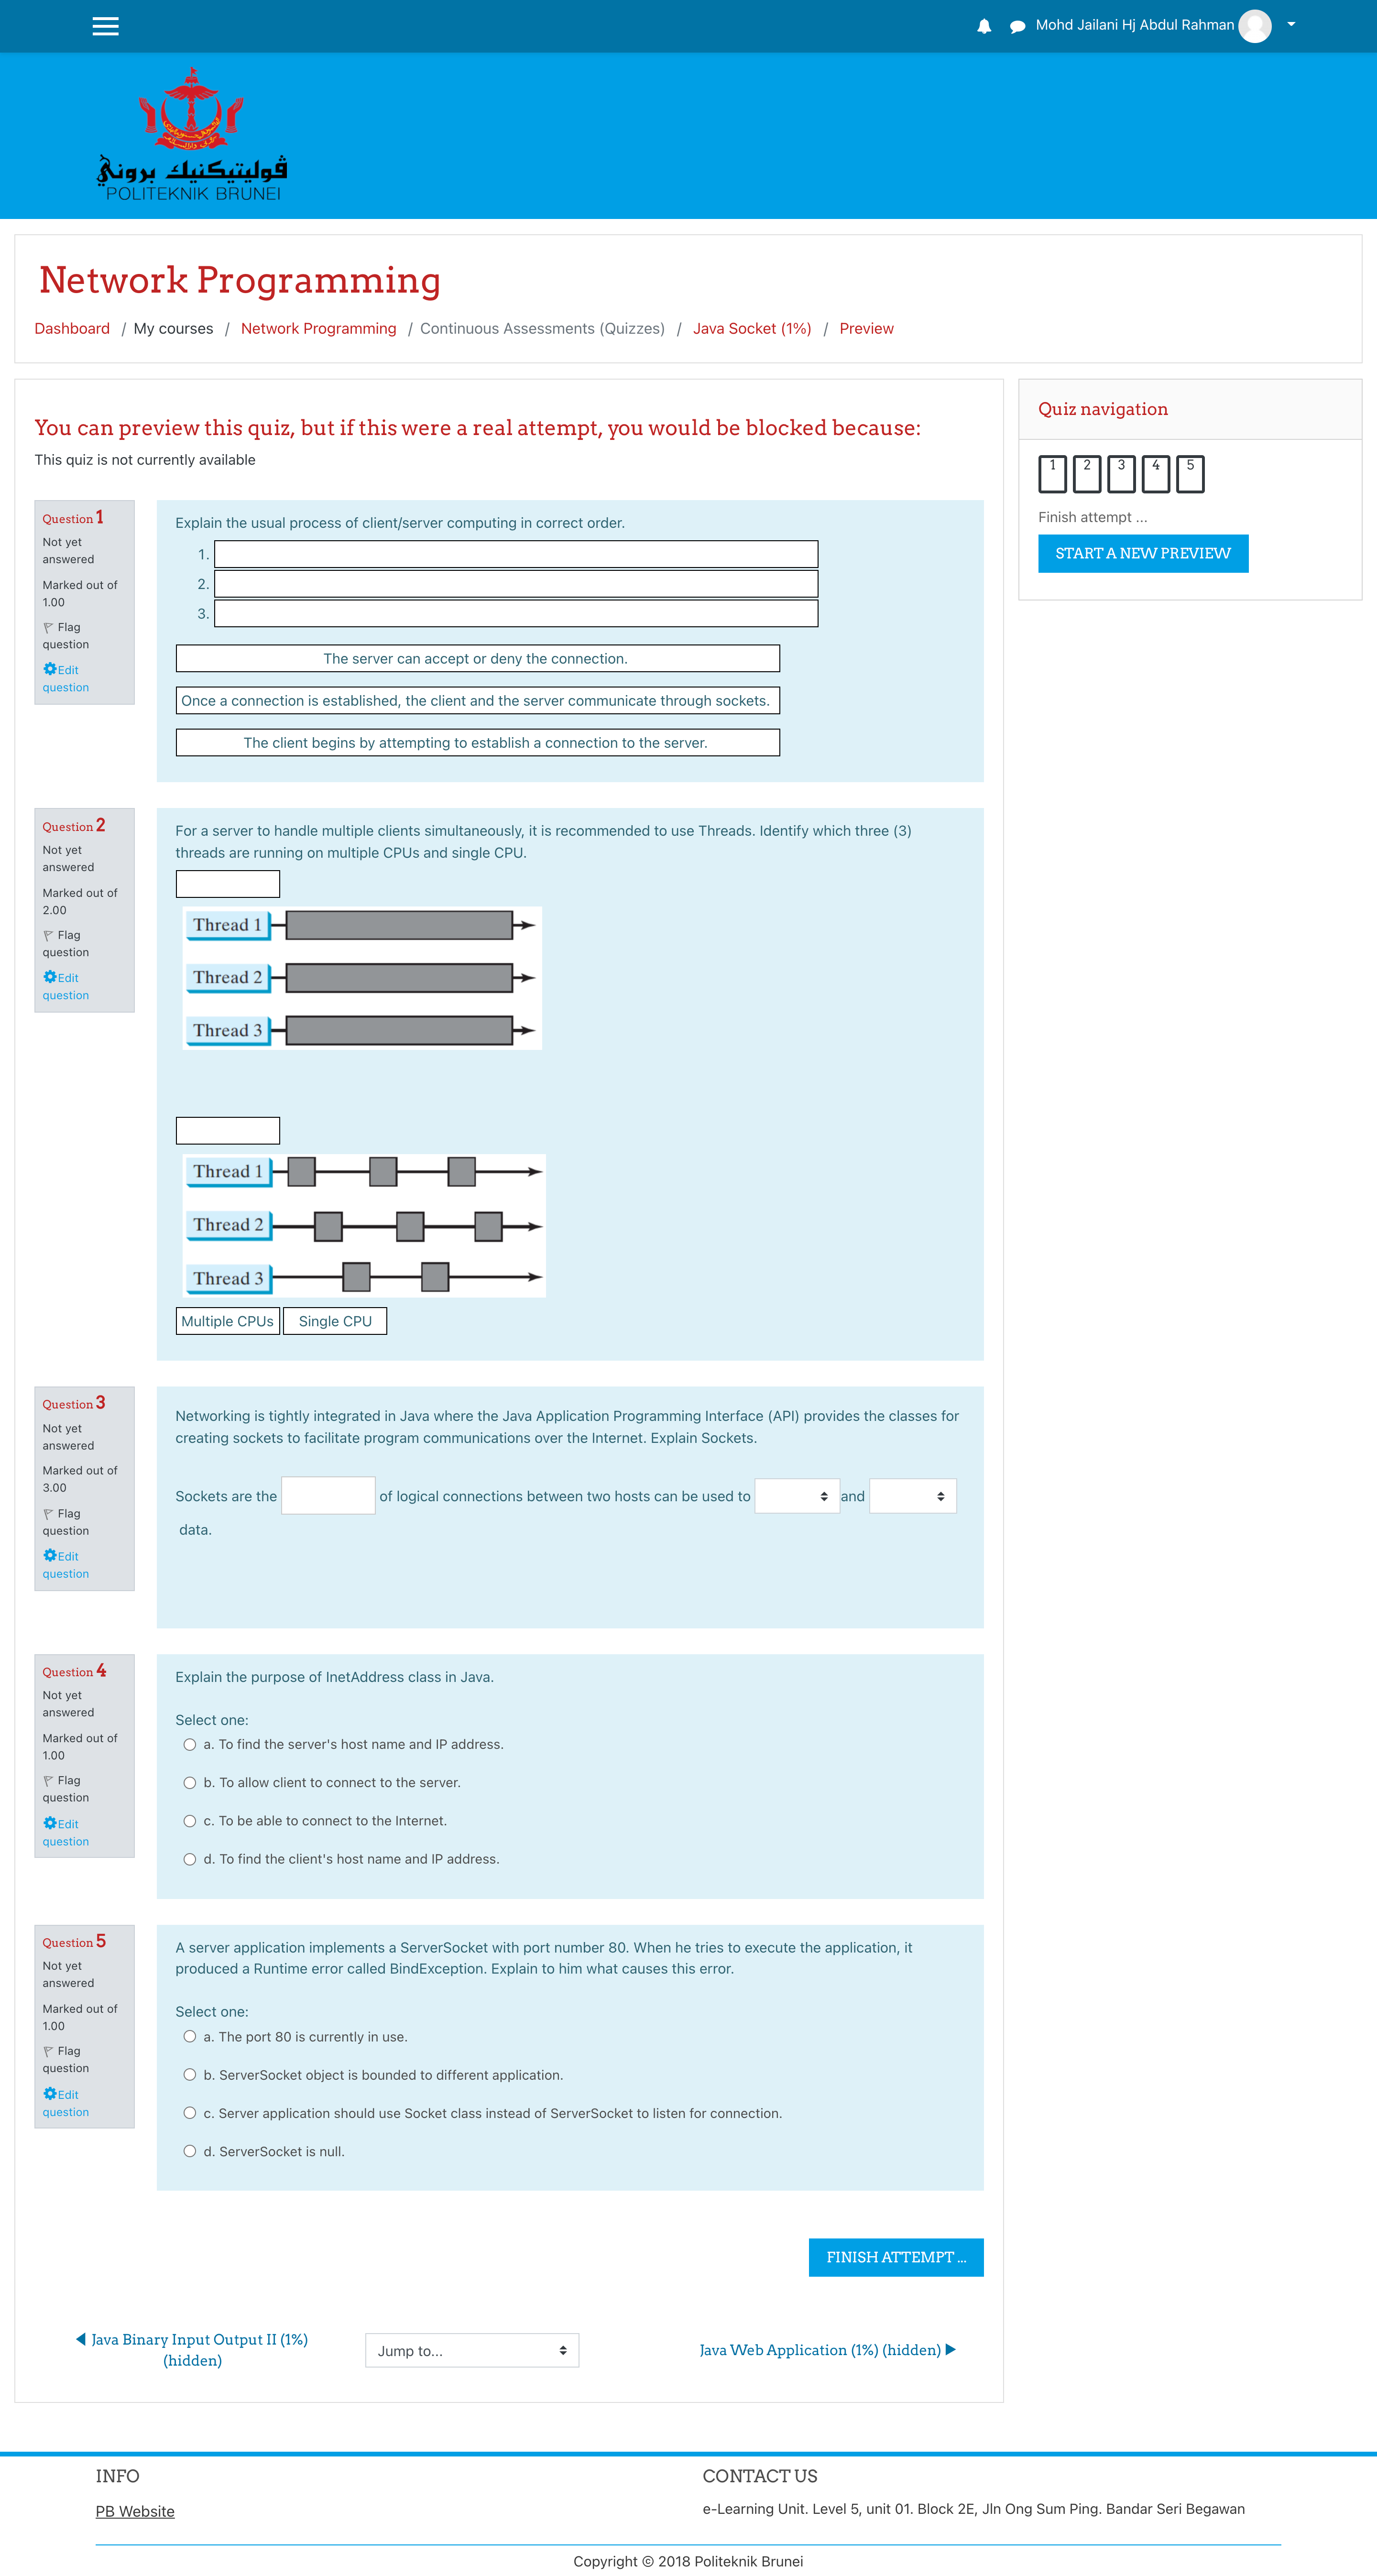 Mohd Jailani Hj Abdul Rahman
ڤوليتيكنيك بروني
POLITEKNIK BRUNEI
Network Programming
Dashboard / My courses / Network Programming / Continuous Assessments (Quizzes) / Java Socket (1%) / Preview
You can preview this quiz, but if this were a real attempt, you would be blocked because:
This quiz is not currently available
Quiz navigation
1 2 3 4 5
Finish attempt ...
START A NEW PREVIEW
Question 1
Not yet
answered
Marked out of
1.00
Flag
question
Edit
question
Explain the usual process of client/server computing in correct order.
1.
2.
3.
The server can accept or deny the connection.
Once a connection is established, the client and the server communicate through sockets.
The client begins by attempting to establish a connection to the server.
Question 2
Not yet
answered
Marked out of
2.00
Flag
question
Edit
question
For a server to handle multiple clients simultaneously, it is recommended to use Threads. Identify which three (3)
threads are running on multiple CPUs and single CPU.
Thread 1
Thread 2
Thread 3
Thread 1
Thread 2
Thread 3
Multiple CPUs Single CPU
Question 3
Not yet
answered
Marked out of
3.00
Flag
question
Edit
question
Networking is tightly integrated in Java where the Java Application Programming Interface (API) provides the classes for
creating sockets to facilitate program communications over the Internet. Explain Sockets.
Sockets are the of logical connections between two hosts can be used to and
data.
Question 4
Not yet
answered
Marked out of
1.00
Flag
question
Edit
question
Explain the purpose of InetAddress class in Java.
Select one:
a. To find the server's host name and IP address.
b. To allow client to connect to the server.
c. To be able to connect to the Internet.
d. To find the client's host name and IP address.
Question 5
Not yet
answered
Marked out of
1.00
Flag
question
Edit
question
A server application implements a ServerSocket with port number 80. When he tries to execute the application, it
produced a Runtime error called BindException. Explain to him what causes this error.
Select one:
a. The port 80 is currently in use.
b. ServerSocket object is bounded to different application.
c. Server application should use Socket class instead of ServerSocket to listen for connection.
d. ServerSocket is null.
FINISH ATTEMPT ...
◀ Java Binary Input Output II (1%)
(hidden)
Jump to...
Java Web Application (1%) (hidden) ▶
INFO
PB Website
CONTACT US
e-Learning Unit. Level 5, unit 01. Block 2E, Jln Ong Sum Ping. Bandar Seri Begawan
Copyright © 2018 Politeknik Brunei